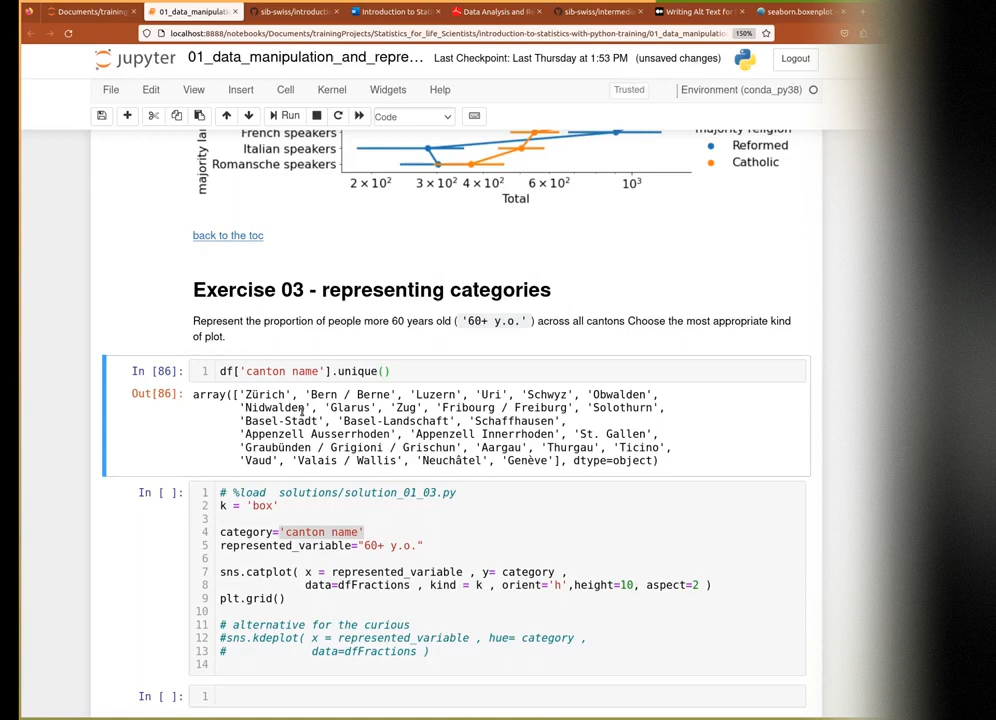 Documents/training
01_data_manipulati
sib-swiss/introducti
Introduction to Stat
Data Analysis and Re
sib-swiss/intermedie
Writing Alt Text for
seaborn.boxenplot
localhost:8888/notebooks/Documents/trainingProjects/Statistics_for_life_Scientists/introduction-to-statistics-with-python-training/01_data_manipulatio
150%
jupyter
01_data_manipulation_and_repre...
Last Checkpoint: Last Thursday at 1:53 PM (unsaved changes)
Logout
File Edit View Insert Cell Kernel Widgets Help
Trusted
Environment (conda_py38)
Run
Code
majority la
French speakers
Italian speakers
Romansche speakers
2 × 10²
3 × 10²
4 × 10²
6 × 10²
10³
Total
majority religion
Reformed
Catholic
back to the toc
Exercise 03 - representing categories
Represent the proportion of people more 60 years old ( '60+ y.o.' ) across all cantons Choose the most appropriate kind
of plot.
In [86]:
1 df['canton name'].unique()
Out[86]:
array(['Zürich', 'Bern / Berne', 'Luzern', 'Uri', 'Schwyz', 'Obwalden',
'Nidwalden', 'Glarus', 'Zug', 'Fribourg / Freiburg', 'Solothurn',
'Basel-Stadt', 'Basel-Landschaft', 'Schaffhausen',
'Appenzell Ausserrhoden', 'Appenzell Innerrhoden', 'St. Gallen',
'Graubünden / Grigioni / Grischun', 'Aargau', 'Thurgau', 'Ticino',
'Vaud', 'Valais / Wallis', 'Neuchâtel', 'Genève'], dtype=object)
In [ ]:
1 # %load  solutions/solution_01_03.py
2 k = 'box'
3
4 category='canton name'
5 represented_variable="60+ y.o."
6
7 sns.catplot( x = represented_variable , y= category ,
8 data=dfFractions , kind = k , orient='h',height=10, aspect=2 )
9 plt.grid()
10
11 # alternative for the curious
12 #sns.kdeplot( x = represented_variable , hue= category ,
13 # data=dfFractions )
14
In [ ]:
1